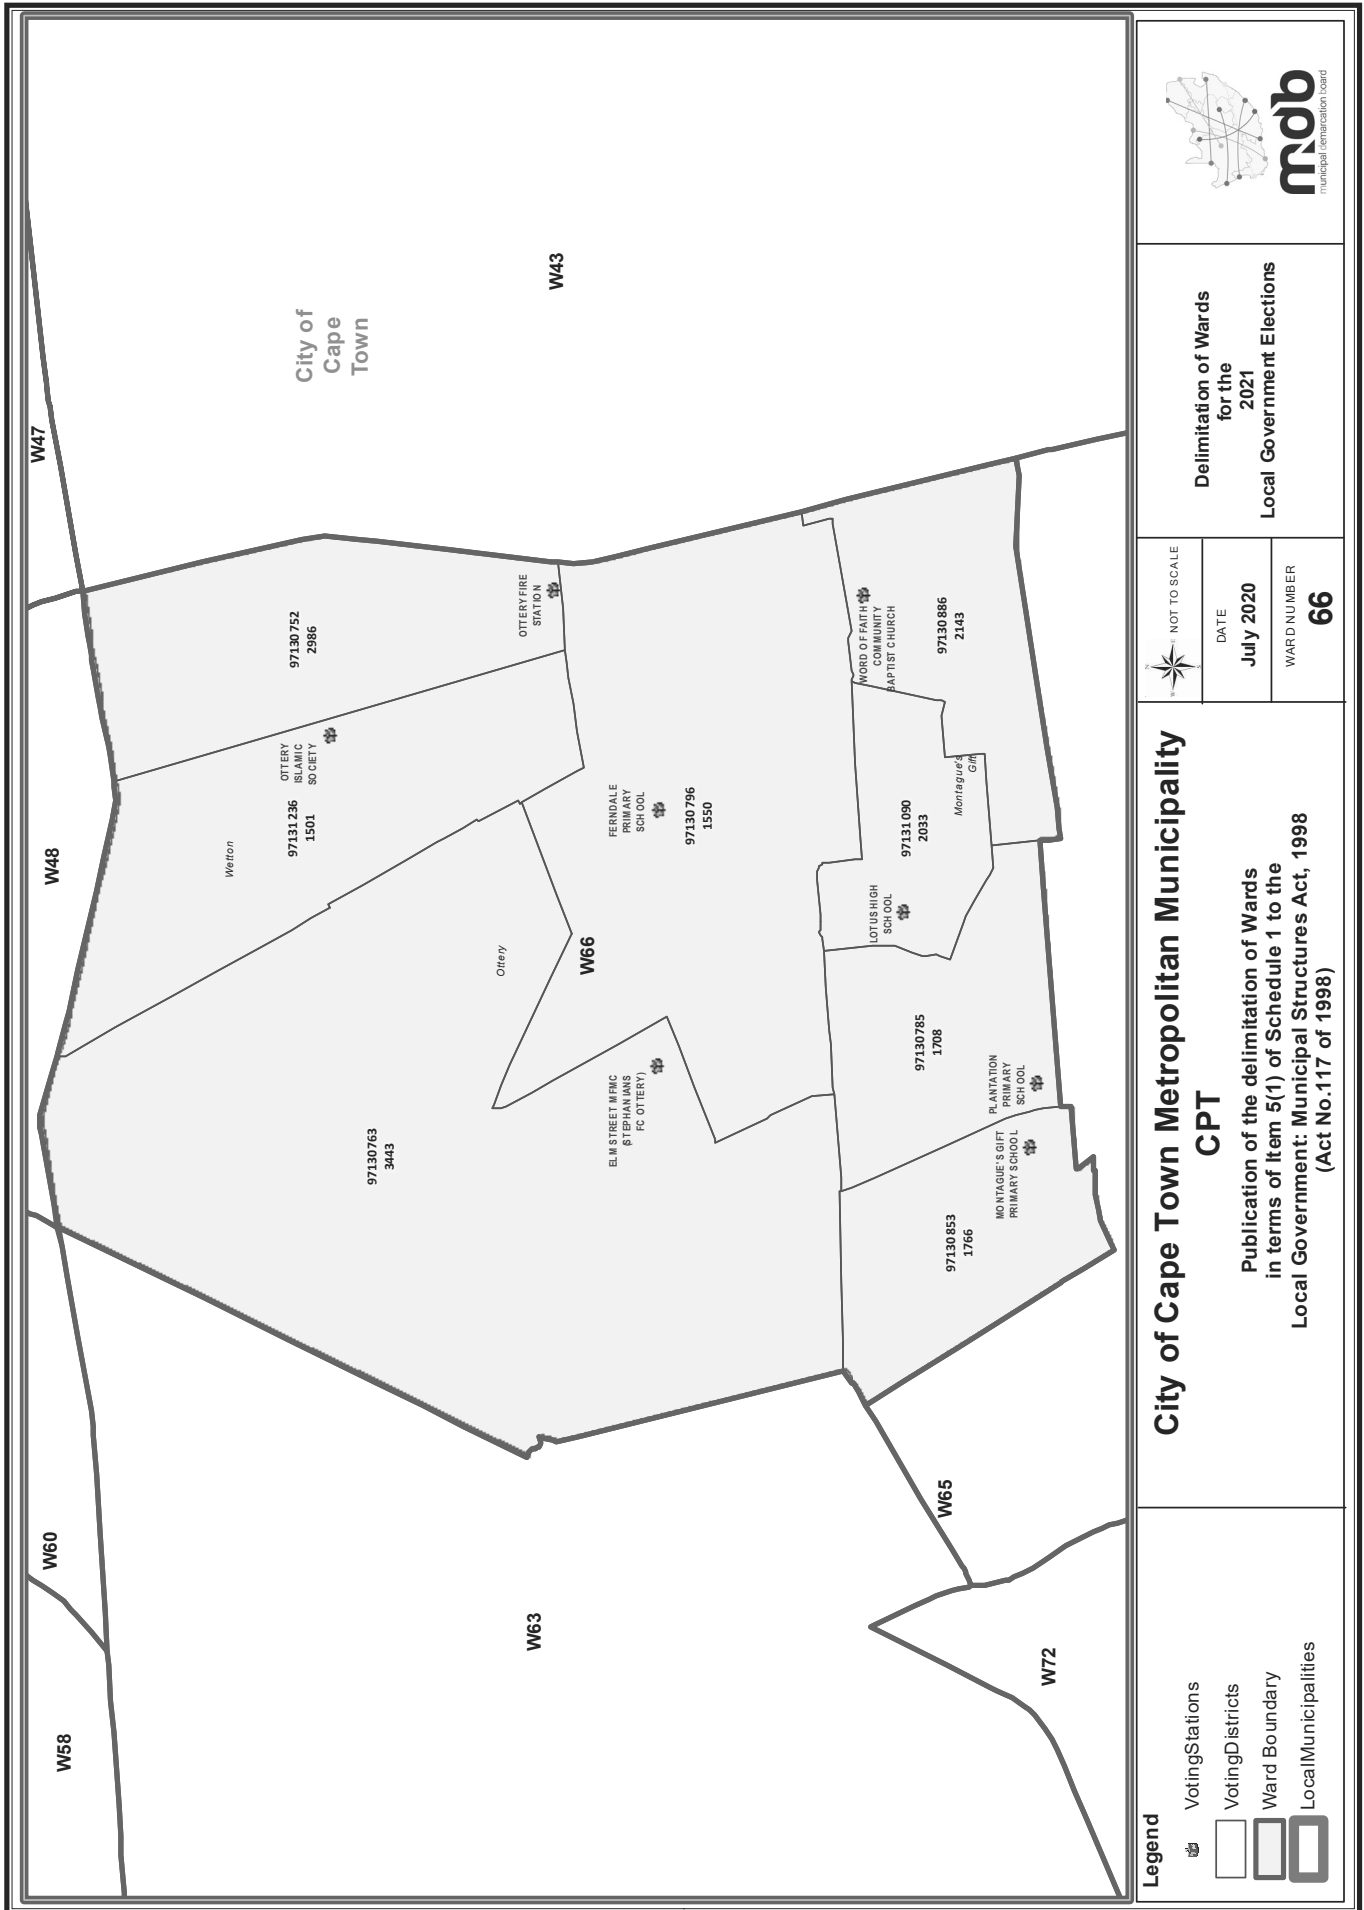 W47
W48
W60
W58
City of
Cape
Town
W43
97130752
2986
OTTERY FIRE
STATION
OTTERY
ISLAMIC
SOCIETY
97131236
1501
Wetton
FERNDALE
PRIMARY
SCHOOL
97130796
1550
W66
Ottery
97130763
3443
ELM STREET MFMC
(STEPHANIANS
FC OTTERY)
WORD OF FAITH
COMMUNITY
BAPTIST CHURCH
97130886
2143
Montague's
Gift
97131090
2033
LOTUS HIGH
SCHOOL
97130785
1708
PLANTATION
PRIMARY
SCHOOL
MONTAGUE'S GIFT
PRIMARY SCHOOL
97130853
1766
W63
W65
W72
Legend
VotingStations
VotingDistricts
Ward Boundary
LocalMunicipalities
City of Cape Town Metropolitan Municipality
CPT
Publication of the delimitation of Wards
in terms of Item 5(1) of Schedule 1 to the
Local Government: Municipal Structures Act, 1998
(Act No.117 of 1998)
N
W
E
S
NOT TO SCALE
DATE
July 2020
WARD NUMBER
66
Delimitation of Wards
for the
2021
Local Government Elections
mdb
municipal demarcation board